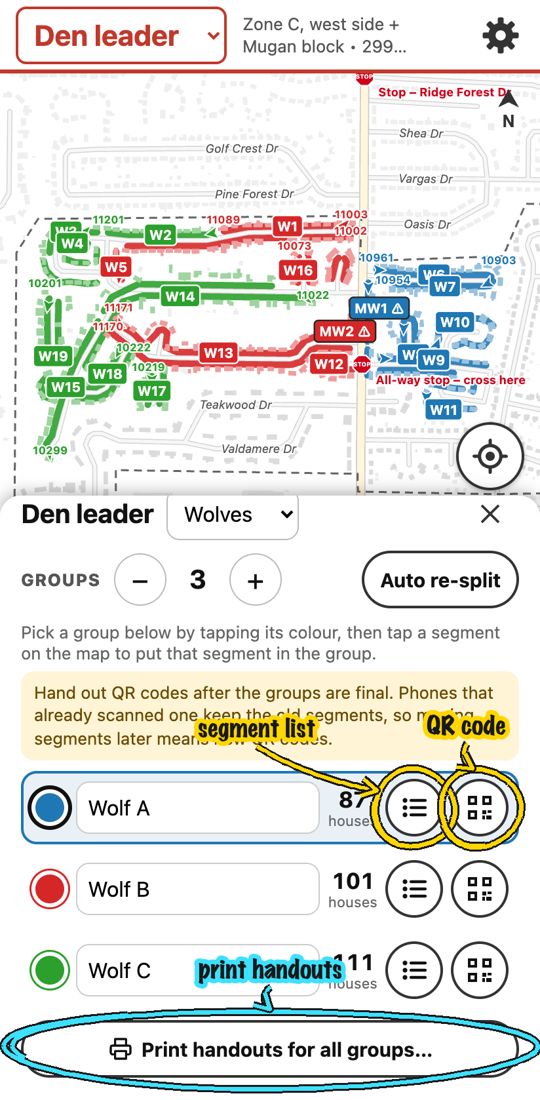 Den leader
Zone C, west side +
Mugan block • 299...
STOP
Stop – Ridge Forest Dr
N
Golf Crest Dr
Shea Dr
Vargas Dr
Pine Forest Dr
Oasis Dr
11201
11089
11003
W2
W1
11002
W4
10073
W5
W16
10961
10903
10954
W7
10201
W14
11022
MW1 ⚠
11171
11170
MW2 ⚠
W10
10222
W13
W19
10219
W12
STOP
W9
W18
W15
W17
All-way stop – cross here
Teakwood Dr
W11
10299
Valdamere Dr
Den leader
Wolves
GROUPS
3
Auto re-split
Pick a group below by tapping its colour, then tap a segment
on the map to put that segment in the group.
Hand out QR codes after the groups are final. Phones that
already scanned one keep the old segments, so
segments later mean QR codes.
segment list
QR code
Wolf A
87
houses
Wolf B
101
houses
Wolf C
111
houses
print handouts
Print handouts for all groups...